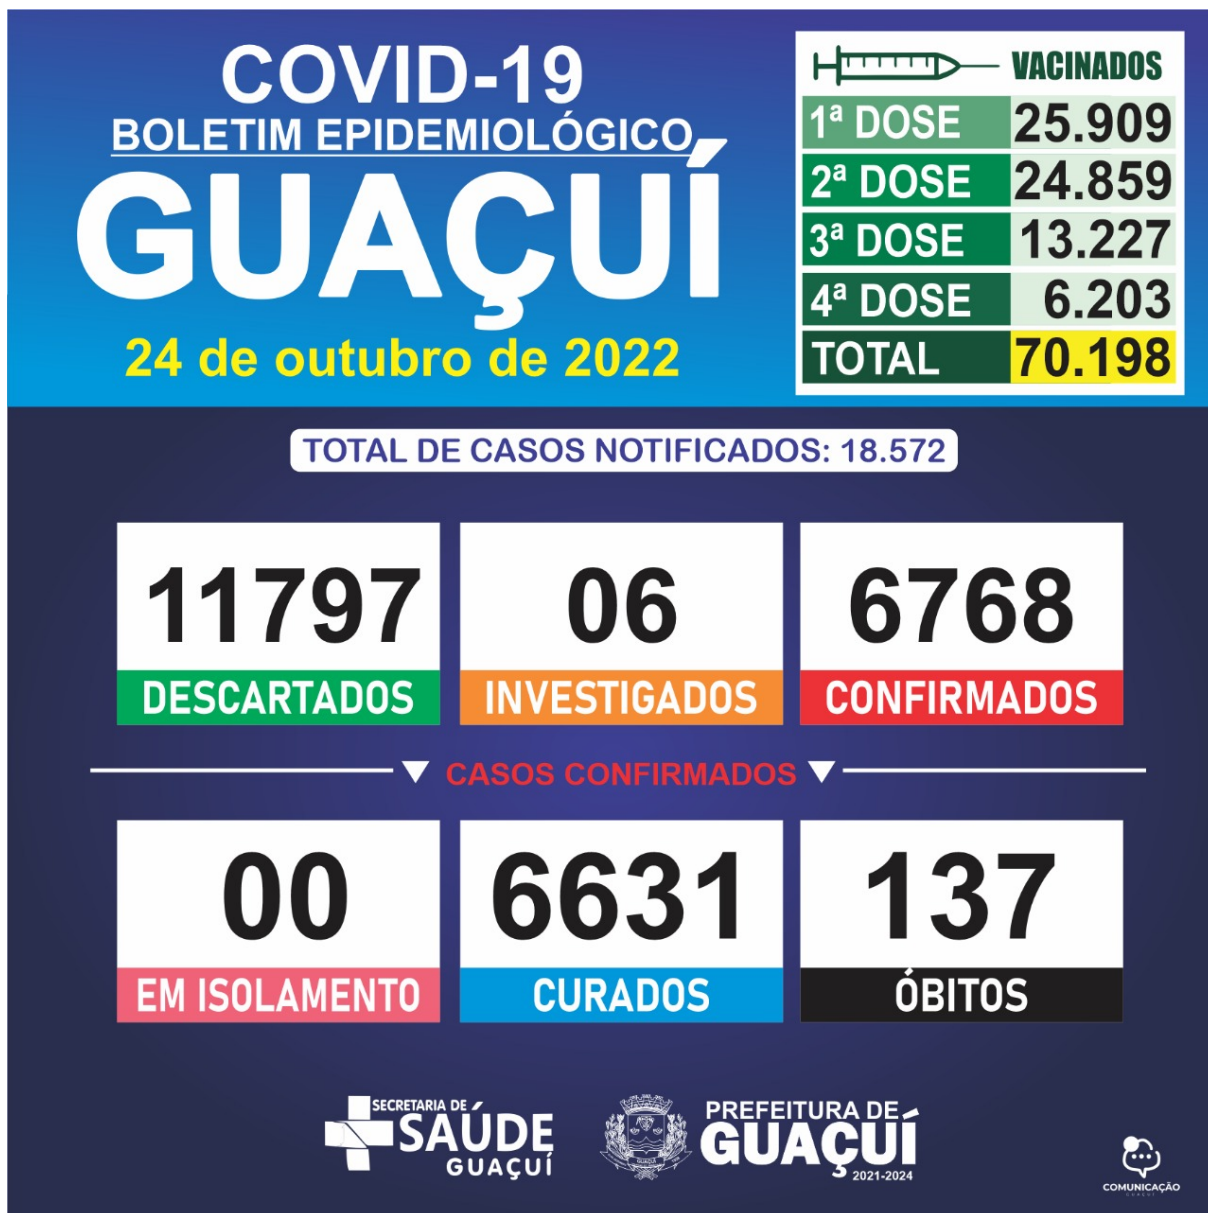 COVID-19
BOLETIM EPIDEMIOLÓGICO
GUAÇUÍ
24 de outubro de 2022
VACINADOS
1ª DOSE 25.909
2ª DOSE 24.859
3ª DOSE 13.227
4ª DOSE 6.203
TOTAL 70.198
TOTAL DE CASOS NOTIFICADOS: 18.572
11797
DESCARTADOS
06
INVESTIGADOS
6768
CONFIRMADOS
CASOS CONFIRMADOS
00
EM ISOLAMENTO
6631
CURADOS
137
ÓBITOS
SECRETARIA DE
SAÚDE
GUAÇUÍ
PREFEITURA DE
GUAÇUÍ
2021-2024
COMUNICAÇÃO
GUAÇUÍ